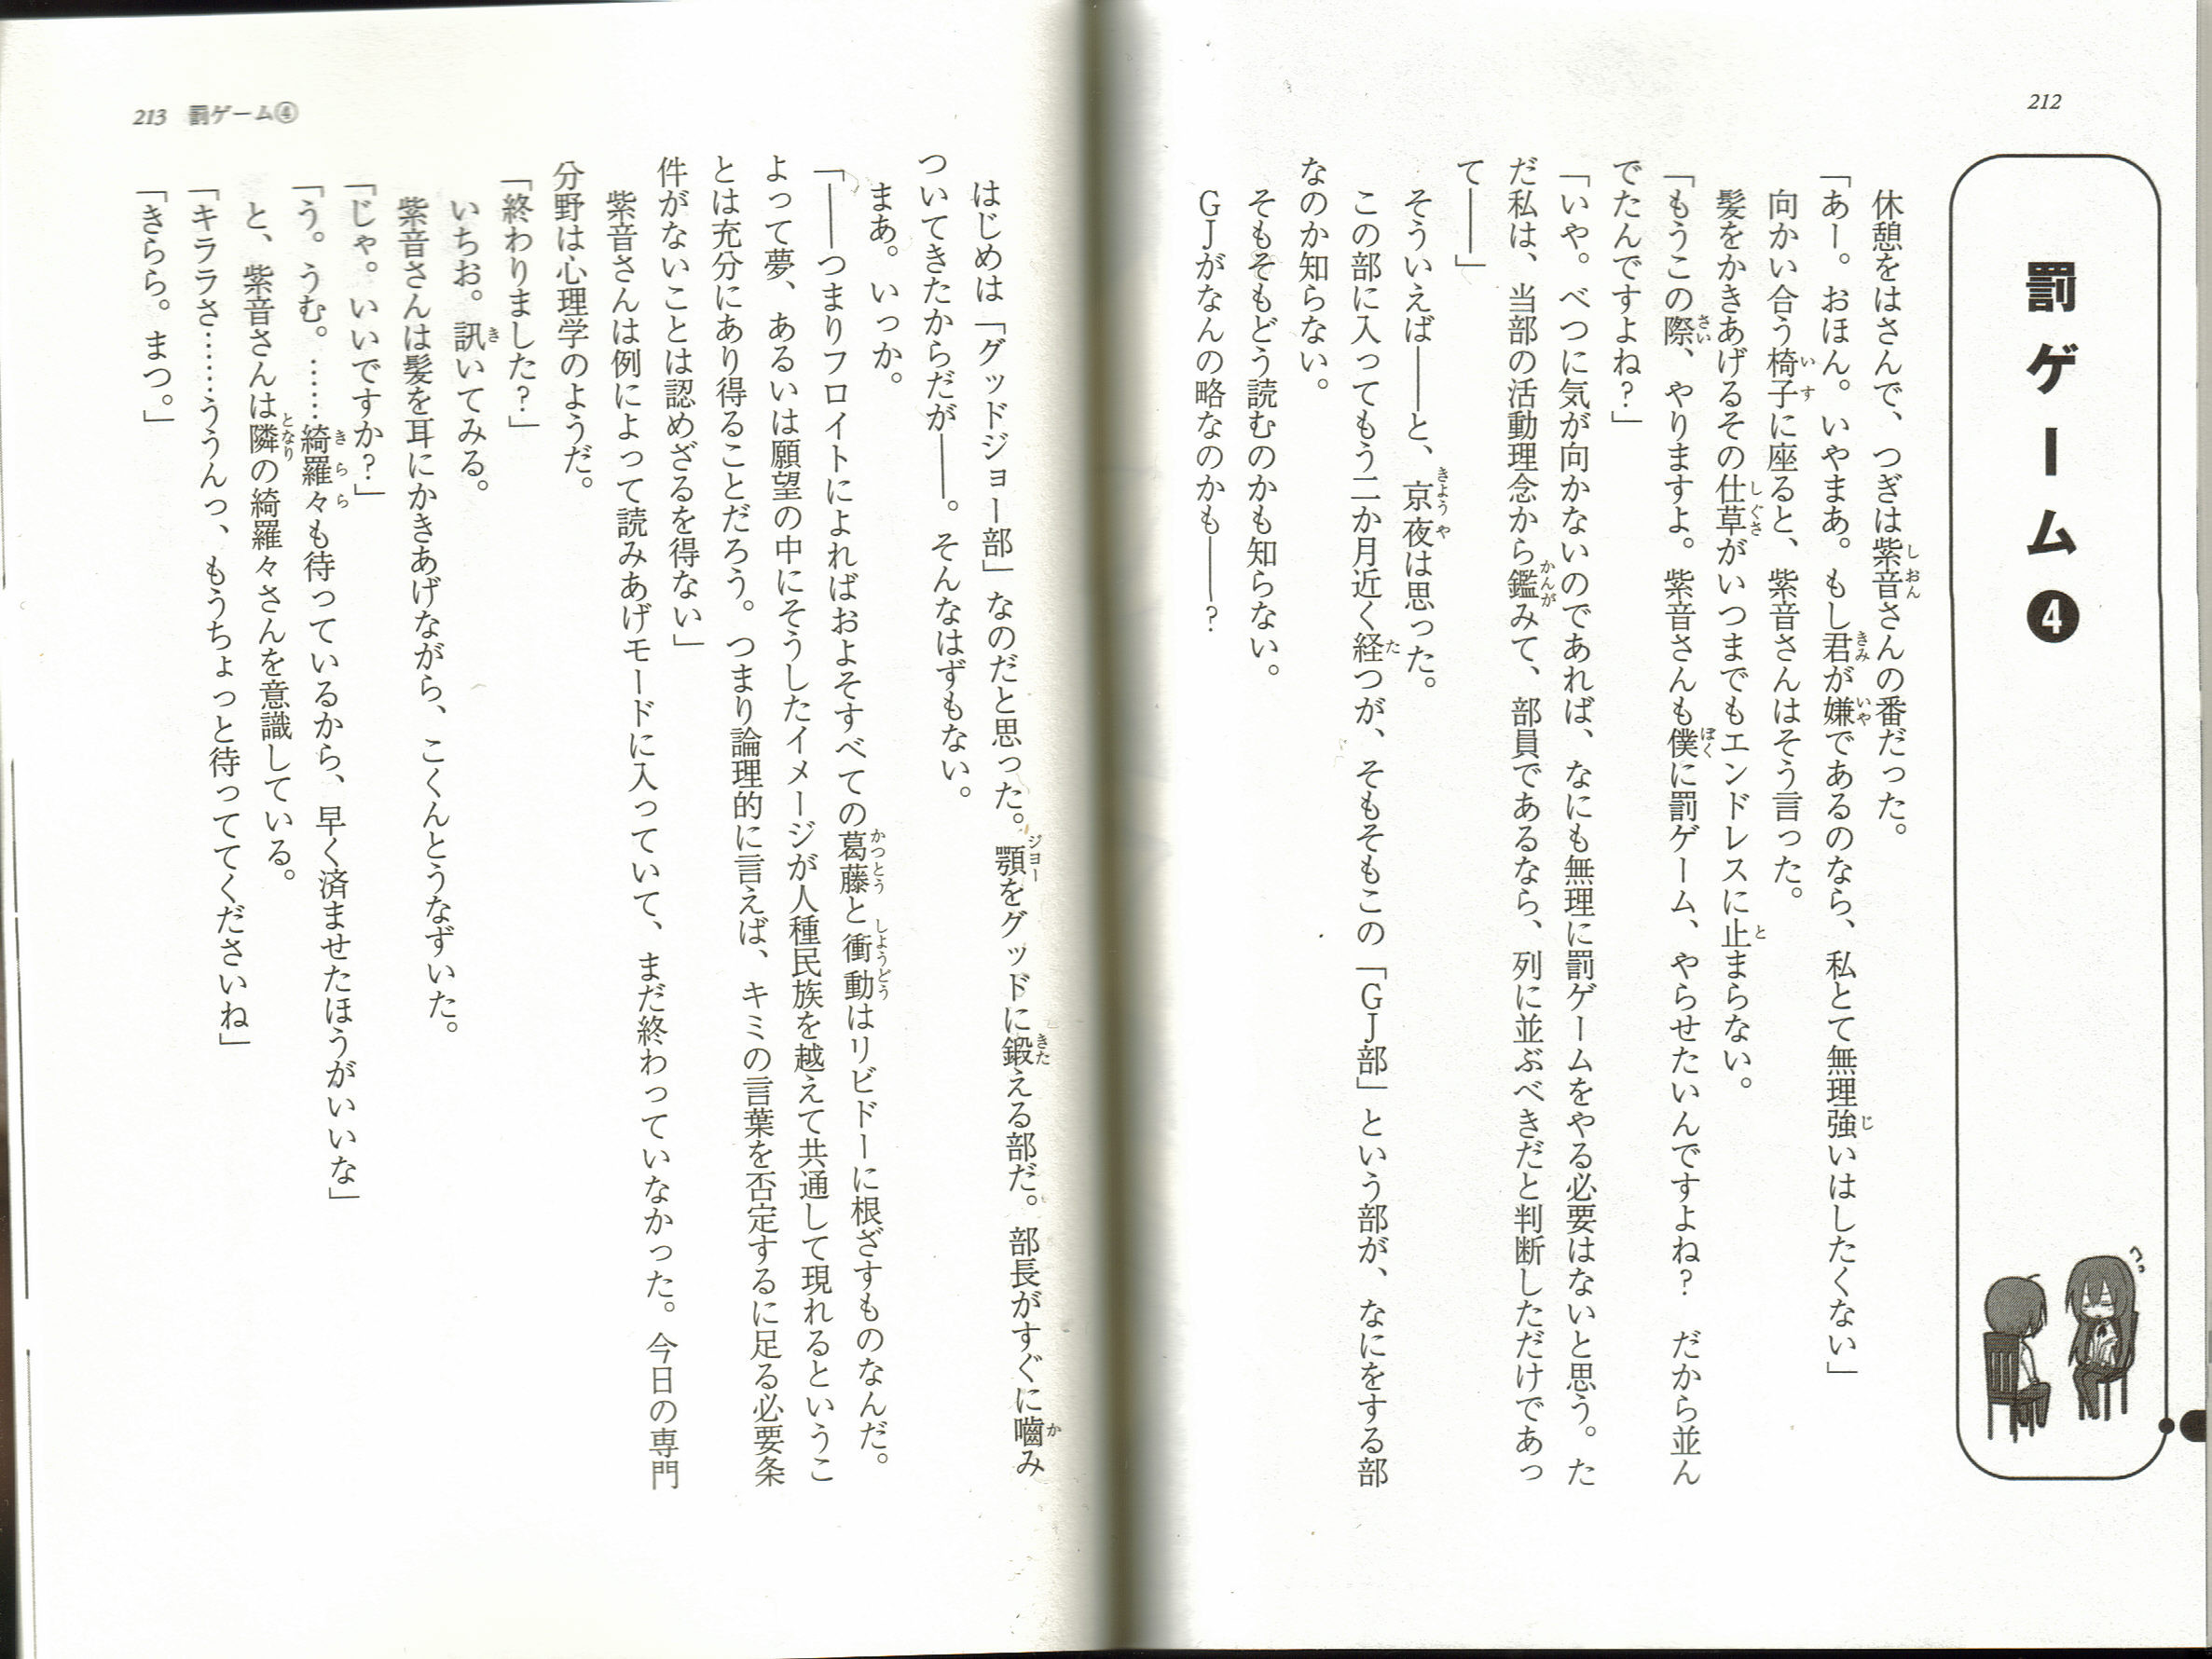 212
罰ゲーム❹
休憩をはさんで、つぎは紫音さんの番だった。
「あー。おほん。いやまあ。もし君が嫌であるのなら、私とて無理強いはしたくない」
向かい合う椅子に座ると、紫音さんはそう言った。
髪をかきあげるその仕草がいつまでもエンドレスに止まらない。
「もうこの際、やりますよ。紫音さんも僕に罰ゲーム、やらせたいんですよね?　だから並ん
でたんですよね?」
「いや。べつに気が向かないのであれば、なにも無理に罰ゲームをやる必要はないと思う。た
だ私は、当部の活動理念から鑑みて、部員であるなら、列に並ぶべきだと判断しただけであっ
て――」
そういえば――と、京夜は思った。
この部に入ってもう二か月近く経つが、そもそもこの「ＧＪ部」という部が、なにをする部
なのか知らない。
そもそもどう読むのかも知らない。
ＧＪがなんの略なのかも――?
213 罰ゲーム④
はじめは「グッドジョー部」なのだと思った。顎をグッドに鍛える部だ。部長がすぐに嚙み
ついてきたからだが――。そんなはずもない。
まあ。いっか。
「――つまりフロイトによればおよそすべての葛藤と衝動はリビドーに根ざすものなんだ。
よって夢、あるいは願望の中にそうしたイメージが人種民族を越えて共通して現れるというこ
とは充分にあり得ることだろう。つまり論理的に言えば、キミの言葉を否定するに足る必要条
件がないことは認めざるを得ない」
紫音さんは例によって読みあげモードに入っていて、まだ終わっていなかった。今日の専門
分野は心理学のようだ。
「終わりました?」
いちお。訊いてみる。
紫音さんは髪を耳にかきあげながら、こくんとうなずいた。
「じゃ。いいですか?」
「う。うむ。……綺羅々も待っているから、早く済ませたほうがいいな」
と、紫音さんは隣の綺羅々さんを意識している。
「キララさ……ううんっ、もうちょっと待っててくださいね」
「きらら。まつ。」